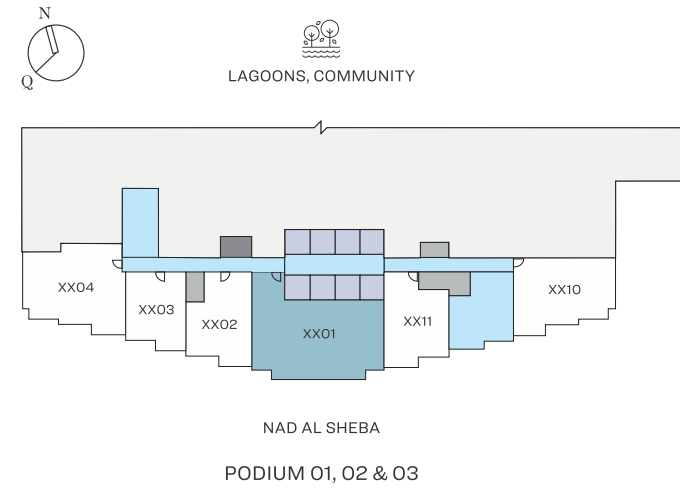 N
Q
LAGOONS, COMMUNITY
XX04
XX03
XX02
XX01
XX11
XX10
NAD AL SHEBA
PODIUM 01, 02 & 03